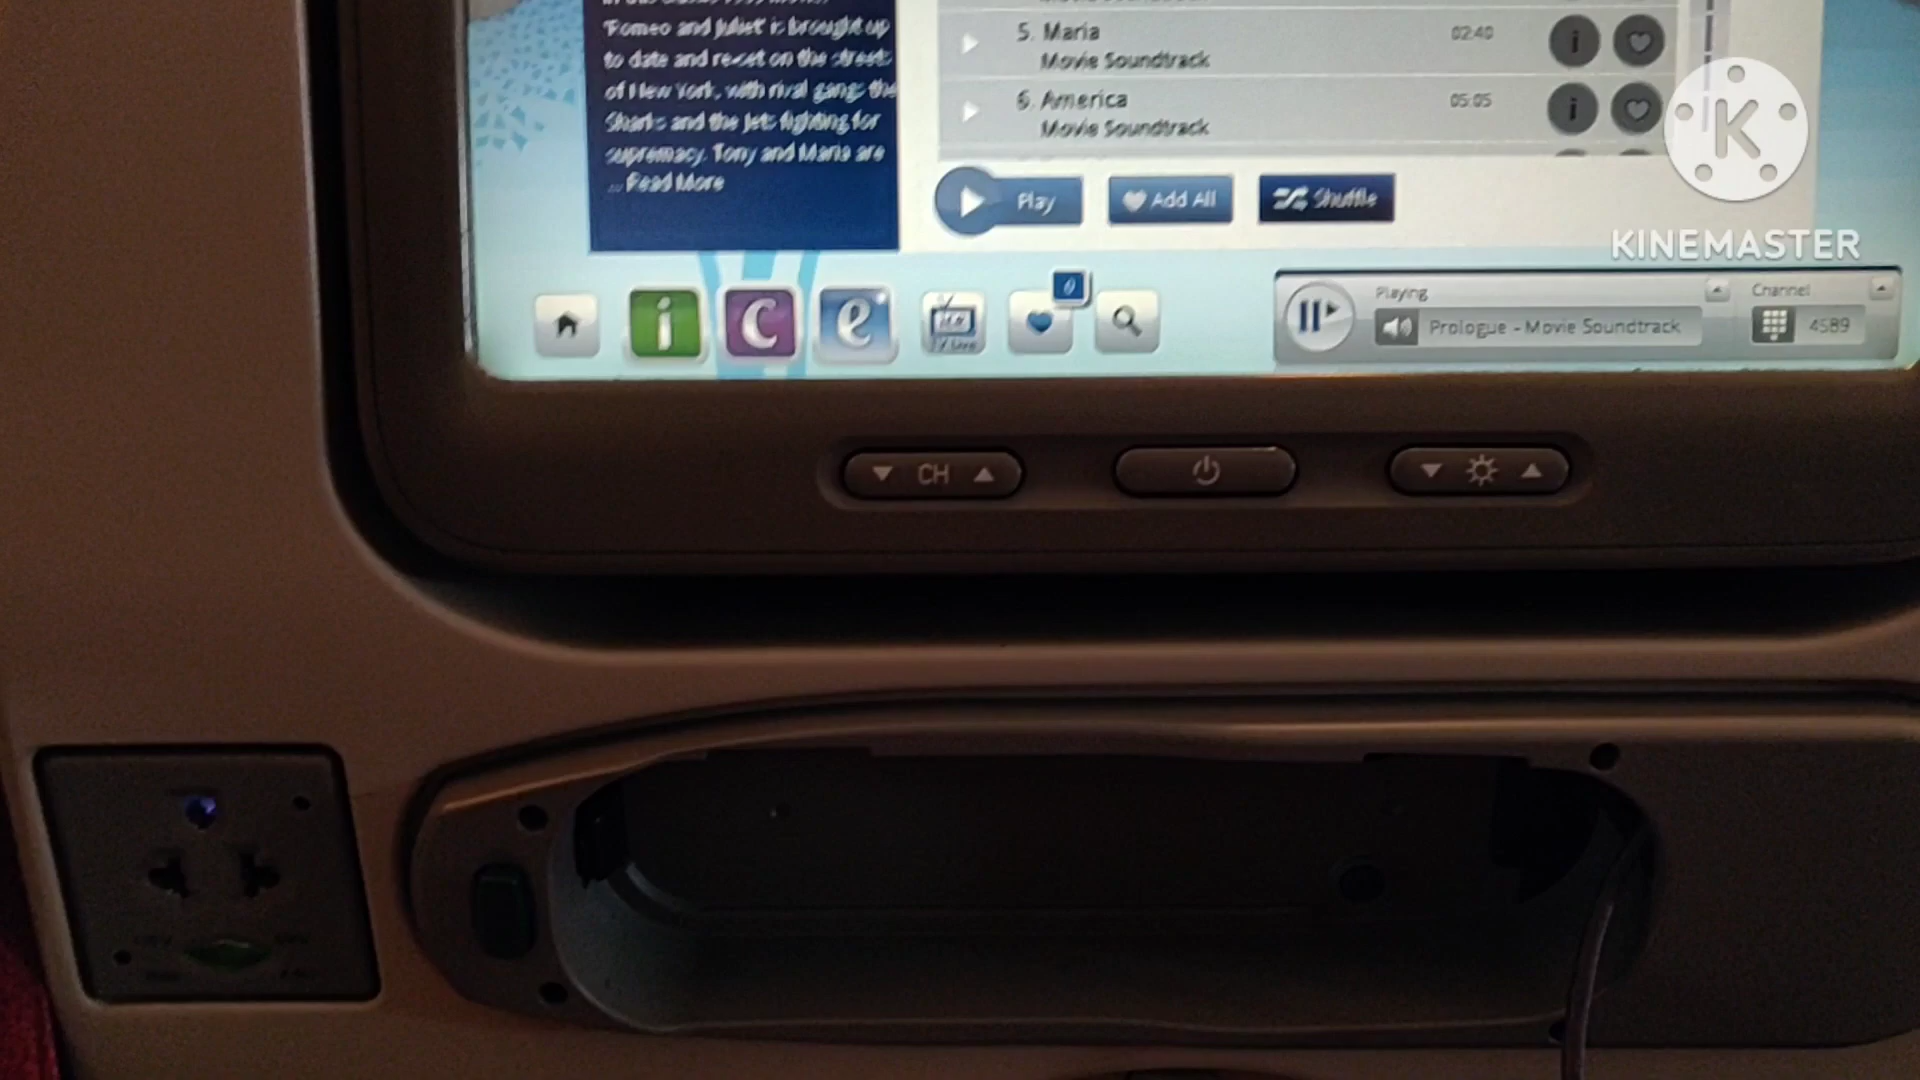 'Romeo and Juliet' is brought up
to date and re-set on the streets
of New York, with rival gangs the
Sharks and the Jets fighting for
supremacy. Tony and Maria are
... Read More
5. Maria
02:40
Movie Soundtrack
6. America
05:05
Movie Soundtrack
Play
Add All
Shuffle
K
KINEMASTER
i
c
e
TV Live
0
Playing
Prologue - Movie Soundtrack
Channel
4589
CH